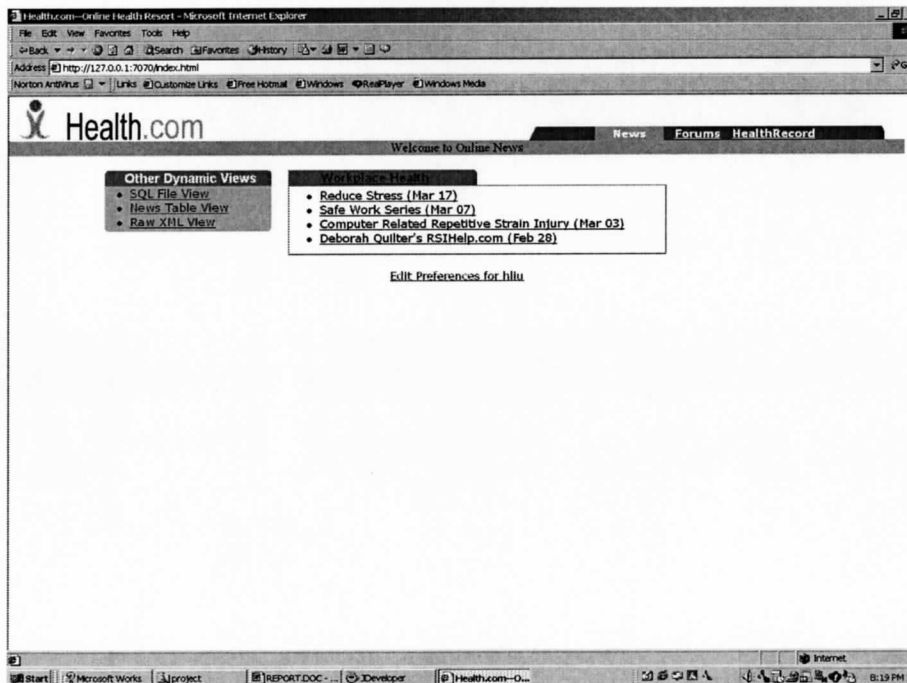 Health.com--Online Health Resort - Microsoft Internet Explorer
File Edit View Favorites Tools Help
Back Search Favorites History
Address http://127.0.0.1:7070/index.html
Norton AntiVirus Links Customize Links Free Hotmail Windows RealPlayer Windows Media
Health.com
News Forums HealthRecord
Welcome to Online News
Other Dynamic Views
• SQL File View
• News Table View
• Raw XML View
Workplace Health
• Reduce Stress (Mar 17)
• Safe Work Series (Mar 07)
• Computer Related Repetitive Strain Injury (Mar 03)
• Deborah Quilter's RSIHelp.com (Feb 28)
Edit Preferences for hliu
Internet
Start Microsoft Works project REPORT.DOC - ... JDeveloper Health.com--O... 8:19 PM